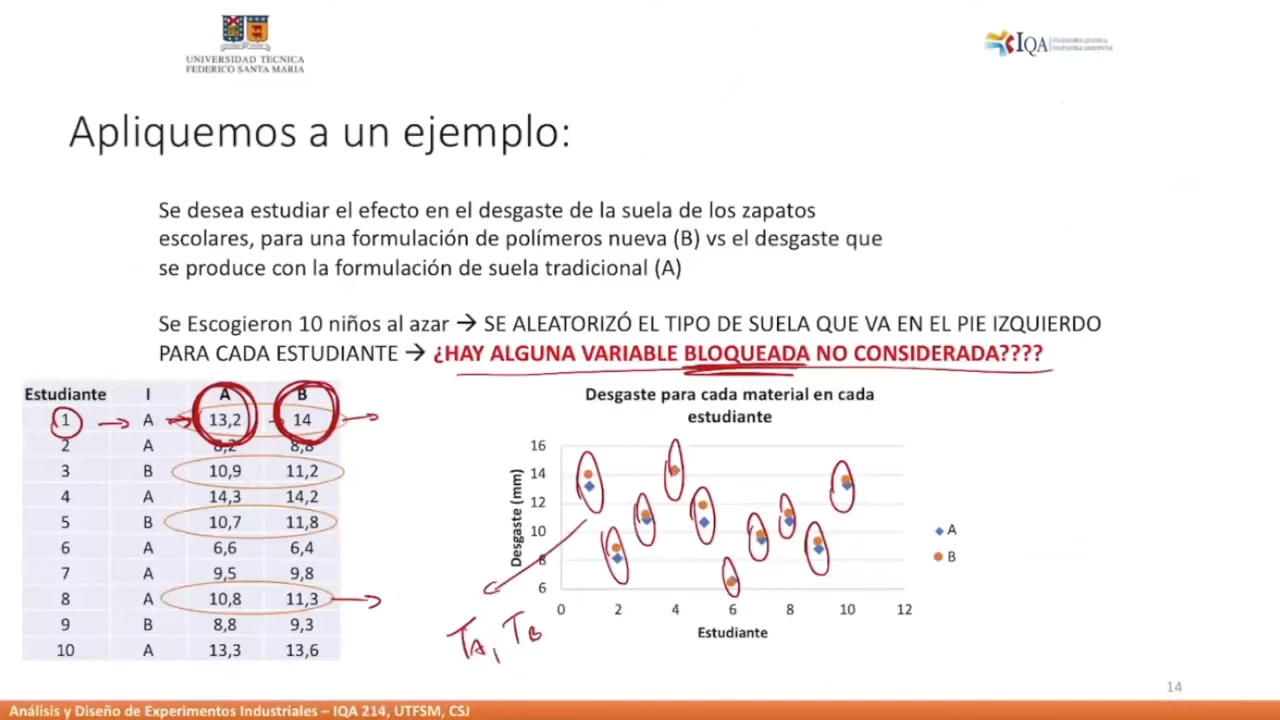 UNIVERSIDAD TECNICA
FEDERICO SANTA MARIA
IQA
Apliquemos a un ejemplo:
Se desea estudiar el efecto en el desgaste de la suela de los zapatos
escolares, para una formulación de polímeros nueva (B) vs el desgaste que
se produce con la formulación de suela tradicional (A)
Se Escogieron 10 niños al azar → SE ALEATORIZÓ EL TIPO DE SUELA QUE VA EN EL PIE IZQUIERDO
PARA CADA ESTUDIANTE → ¿HAY ALGUNA VARIABLE BLOQUEADA NO CONSIDERADA????
Estudiante I A B
1 A 13,2 14
2 A 8,2 8,8
3 B 10,9 11,2
4 A 14,3 14,2
5 B 10,7 11,8
6 A 6,6 6,4
7 A 9,5 9,8
8 A 10,8 11,3
9 B 8,8 9,3
10 A 13,3 13,6
Desgaste para cada material en cada
estudiante
Desgaste (mm)
16
14
12
10
8
6
0 2 4 6 8 10 12
Estudiante
A
B
TA, TB
14
Análisis y Diseño de Experimentos Industriales – IQA 214, UTFSM, CSJ